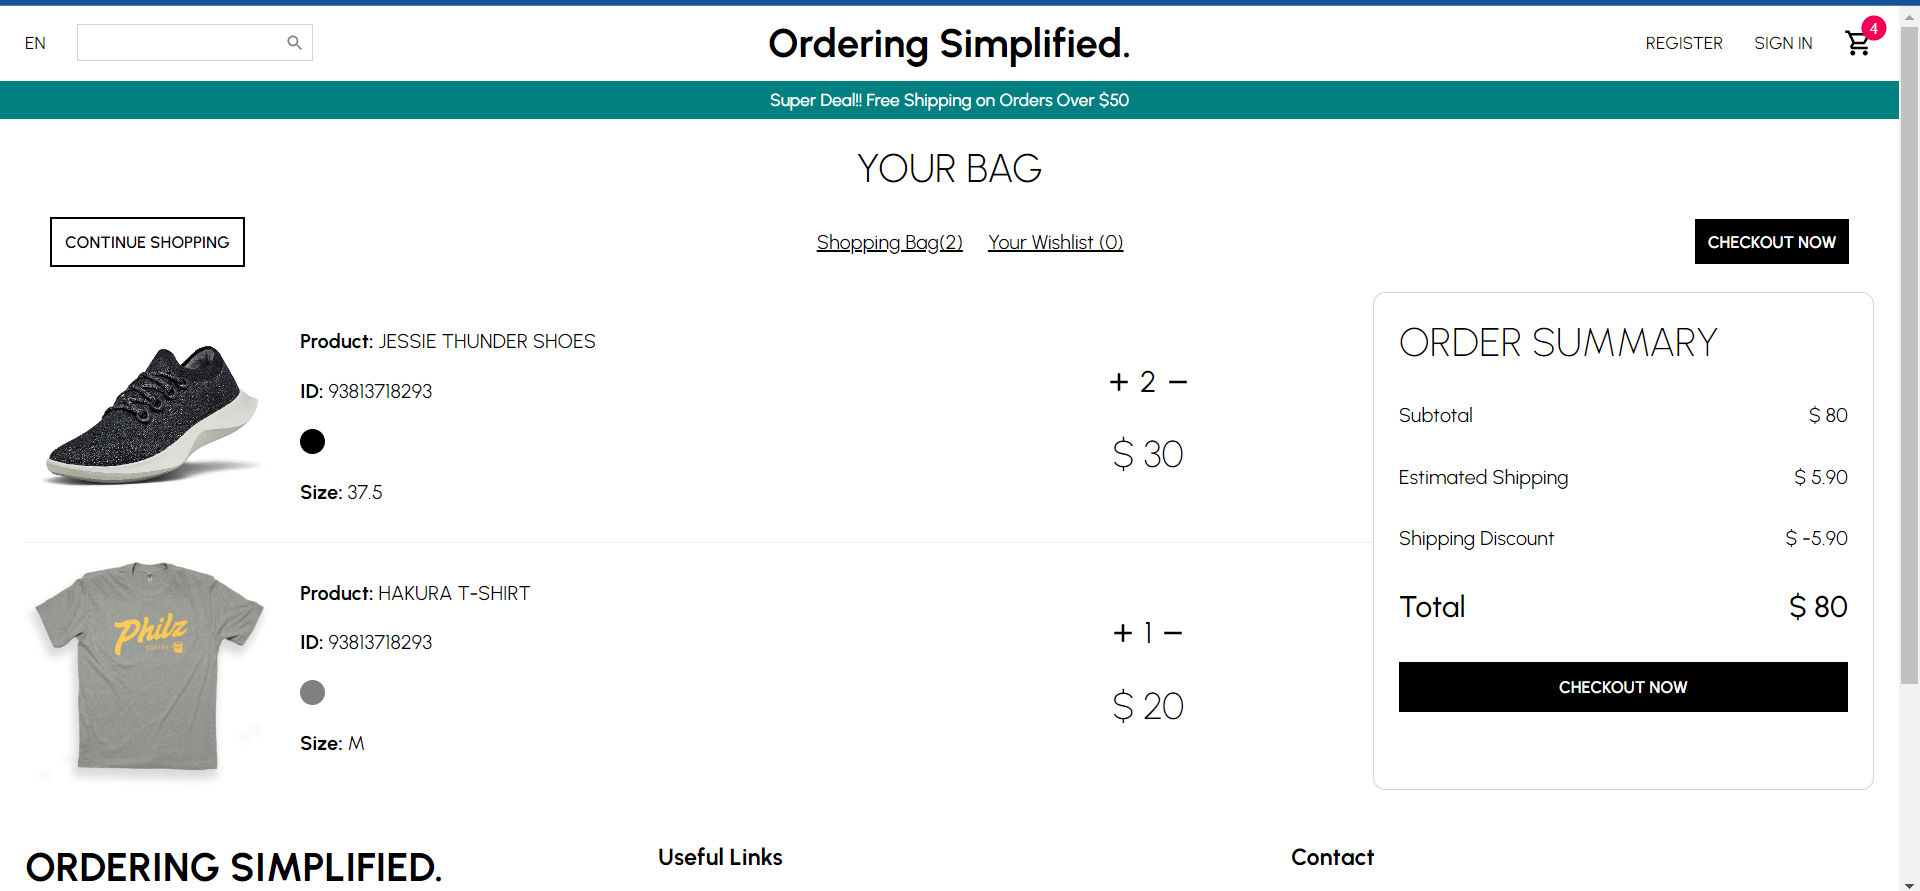 EN
Ordering Simplified.
REGISTER
SIGN IN
4
Super Deal!! Free Shipping on Orders Over $50
YOUR BAG
CONTINUE SHOPPING
Shopping Bag(2)
Your Wishlist (0)
CHECKOUT NOW
Product: JESSIE THUNDER SHOES
ID: 93813718293
Size: 37.5
+ 2 −
$ 30
Product: HAKURA T-SHIRT
ID: 93813718293
Size: M
Philz
COFFEE
+ 1 −
$ 20
ORDER SUMMARY
Subtotal $ 80
Estimated Shipping $ 5.90
Shipping Discount $ -5.90
Total $ 80
CHECKOUT NOW
ORDERING SIMPLIFIED.
Useful Links
Contact